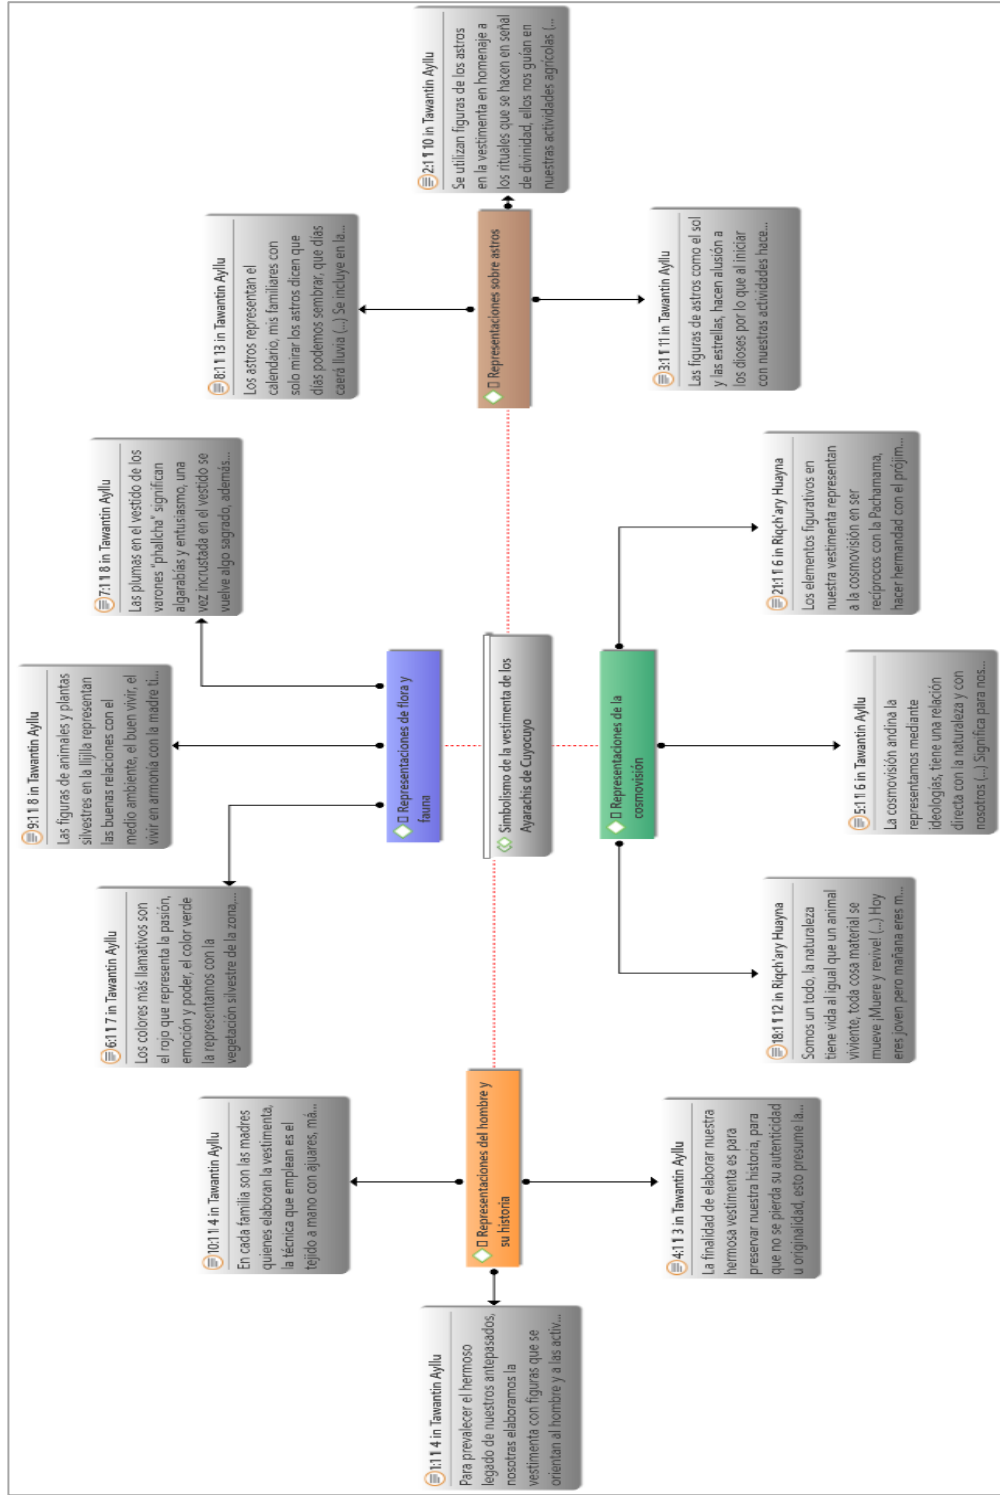 9:1 ¶ 8 in Tawantin Ayllu
Las figuras de animales y plantas
silvestres en la llijlla representan
las buenas relaciones con el
medio ambiente, el buen vivir, el
vivir en armonía con la madre ti...
6:1 ¶ 7 in Tawantin Ayllu
Los colores más llamativos son
el rojo que representa la pasión,
emoción y poder, el color verde
la representamos con la
vegetación silvestre de la zona,...
7:1 ¶ 8 in Tawantin Ayllu
Las plumas en el vestido de los
varones "phallcha" significan
algarabías y entusiasmo, una
vez incrustada en el vestido se
vuelve algo sagrado, además...
10:1 ¶ 4 in Tawantin Ayllu
En cada familia son las madres
quienes elaboran la vestimenta,
la técnica que emplean es el
tejido a mano con ajuares, má...
8:1 ¶ 13 in Tawantin Ayllu
Los astros representan el
calendario, mis familiares con
solo mirar los astros dicen que
días podemos sembrar, que días
caerá lluvia (...) Se incluye en la...
Representaciones de flora y
fauna
1:1 ¶ 4 in Tawantin Ayllu
Para prevalecer el hermoso
legado de nuestros antepasados,
nosotras elaboramos la
vestimenta con figuras que se
orientan al hombre y a las activ...
Representaciones del hombre y
su historia
Simbolismo de la vestimenta de los
Ayarachis de Cuyocuyo
Representaciones sobre astros
2:1 ¶ 10 in Tawantin Ayllu
Se utilizan figuras de los astros
en la vestimenta en homenaje a
los rituales que se hacen en señal
de divinidad, ellos nos guían en
nuestras actividades agrícolas (...
Representaciones de la
cosmovisión
4:1 ¶ 3 in Tawantin Ayllu
La finalidad de elaborar nuestra
hermosa vestimenta es para
preservar nuestra historia, para
que no se pierda su autenticidad
u originalidad, esto presume la...
3:1 ¶ 11 in Tawantin Ayllu
Las figuras de astros como el sol
y las estrellas, hacen alusión a
los dioses por lo que al iniciar
con nuestras actividades hace...
18:1 ¶ 12 in Riqch'ary Huayna
Somos un todo, la naturaleza
tiene vida al igual que un animal
viviente, toda cosa material se
mueve ¡Muere y revive! (...) Hoy
eres joven pero mañana eres m...
5:1 ¶ 6 in Tawantin Ayllu
La cosmovisión andina la
representamos mediante
ideologías, tiene una relación
directa con la naturaleza y con
nosotros (...) Significa para nos...
21:1 ¶ 6 in Riqch'ary Huayna
Los elementos figurativos en
nuestra vestimenta representan
a la cosmovisión en ser
recíprocos con la Pachamama,
hacer hermandad con el prójim...